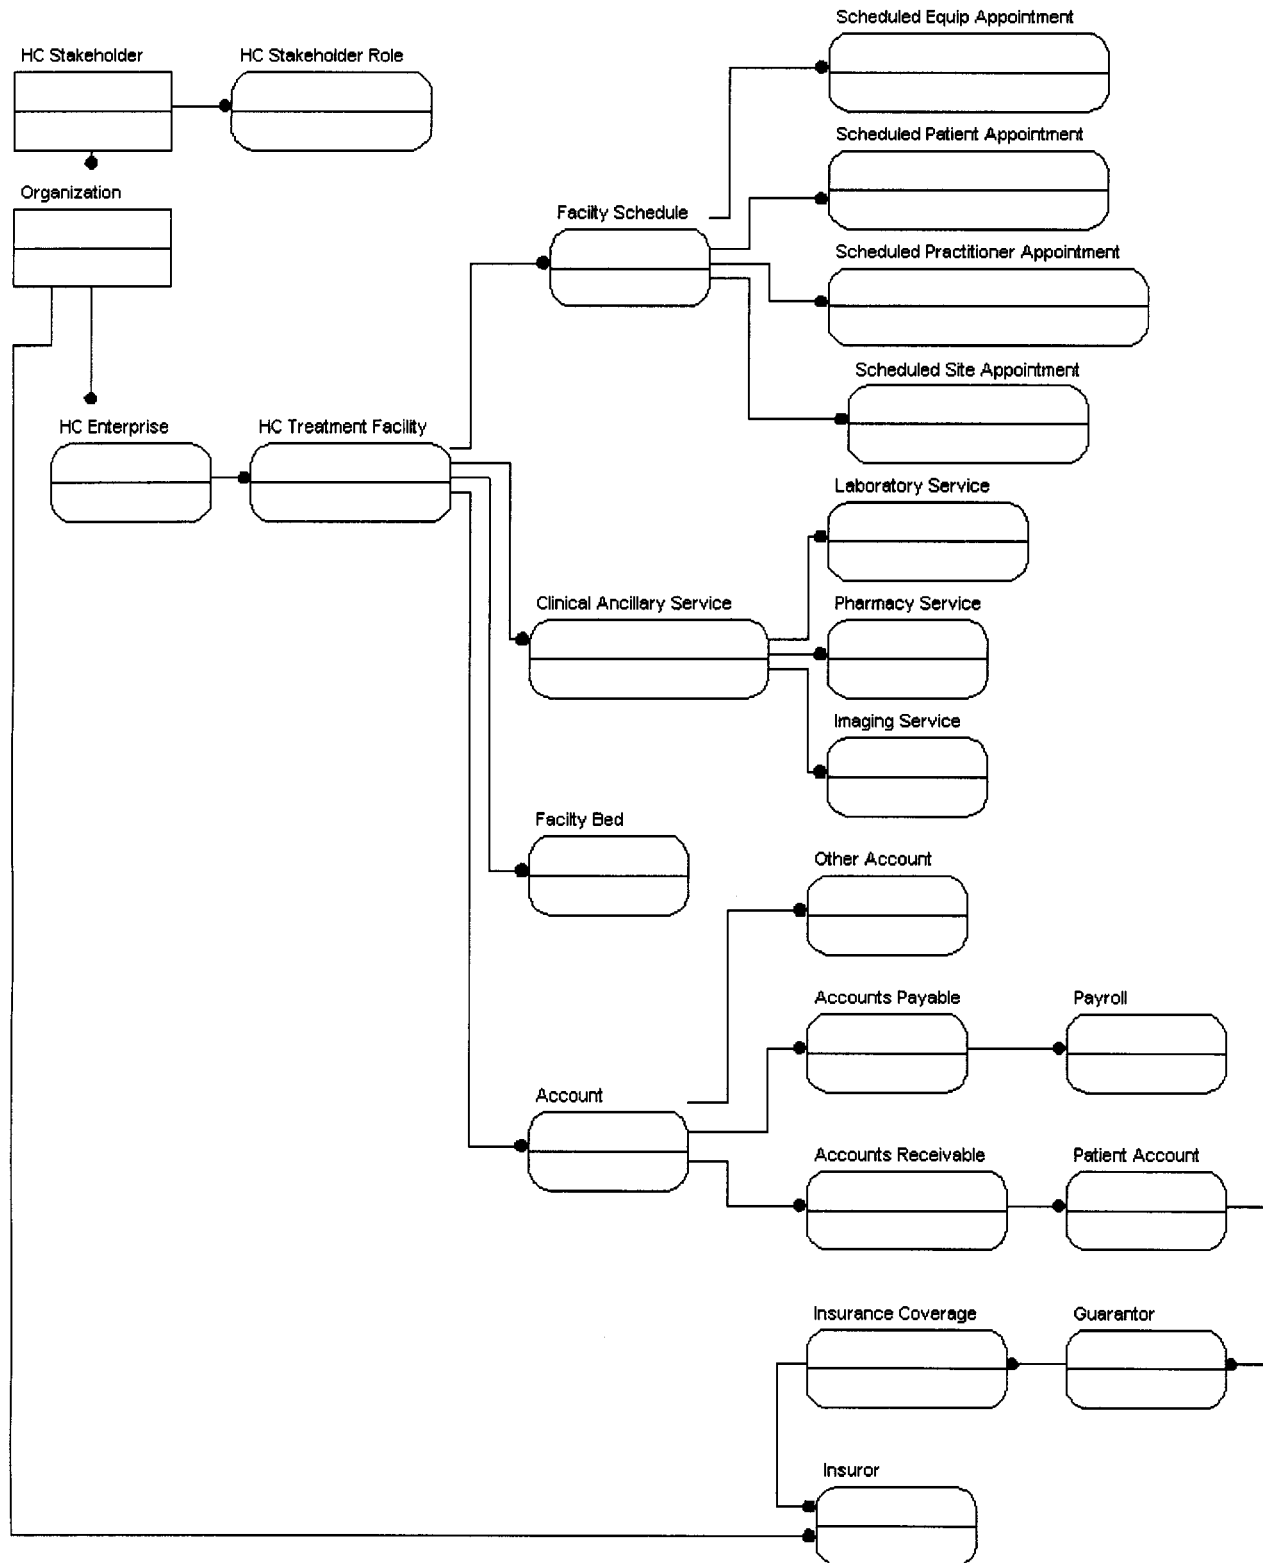 Scheduled Equip Appointment
HC Stakeholder
HC Stakeholder Role
Scheduled Patient Appointment
Organization
Facilty Schedule
Scheduled Practitioner Appointment
Scheduled Site Appointment
HC Enterprise
HC Treatment Facility
Laboratory Service
Clinical Ancillary Service
Pharmacy Service
Imaging Service
Facilty Bed
Other Account
Accounts Payable
Payroll
Account
Accounts Receivable
Patient Account
Insurance Coverage
Guarantor
Insuror